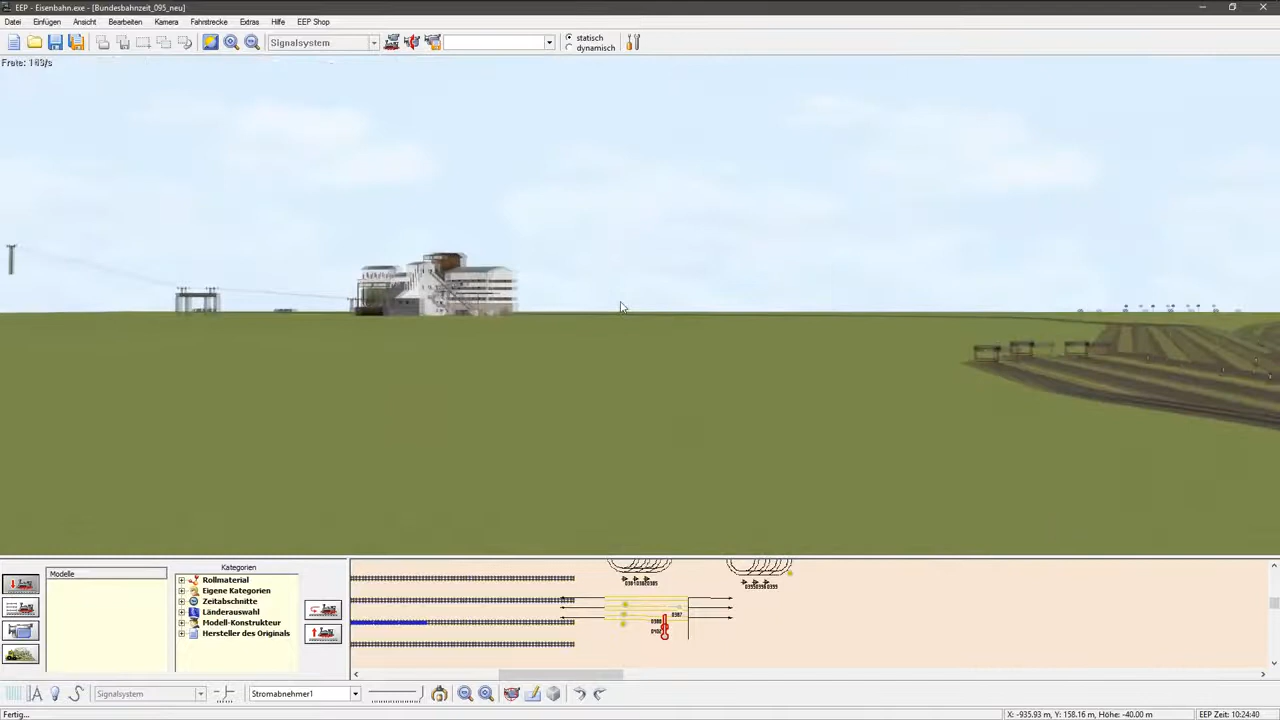 EEP - Eisenbahn.exe - [Bundesbahnzeit_095_neu]
Datei Einfügen Ansicht Bearbeiten Kamera Fahrstrecke Extras Hilfe EEP Shop
Signalsystem
statisch
dynamisch
Modelle
Kategorien
Rollmaterial
Eigene Kategorien
Zeitabschnitte
Länderauswahl
Modell-Konstrukteur
Hersteller des Originals
Signalsystem
Stromabnehmer1
Fertig...
X: -935.93 m, Y: 158.16 m, Höhe: -40.00 m
EEP Zeit: 10:24:40